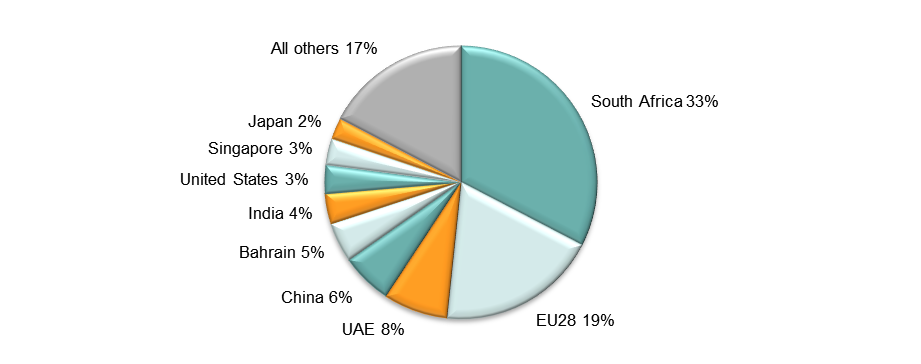 All others 17%
South Africa 33%
Japan 2%
Singapore 3%
United States 3%
India 4%
Bahrain 5%
China 6%
EU28 19%
UAE 8%